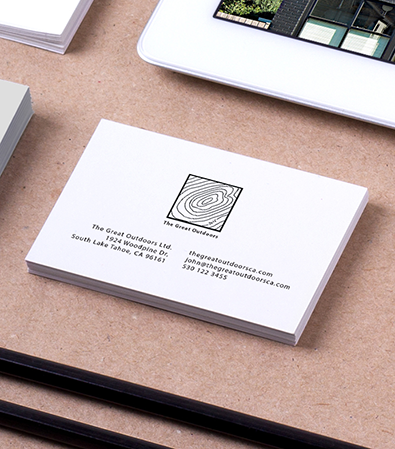 The Great Outdoors
The Great Outdoors Ltd.
1924 Woodpine Dr.
South Lake Tahoe, CA 96161
thegreatoutdoorsca.com
john@thegreatoutdoorsca.com
530 122 3455